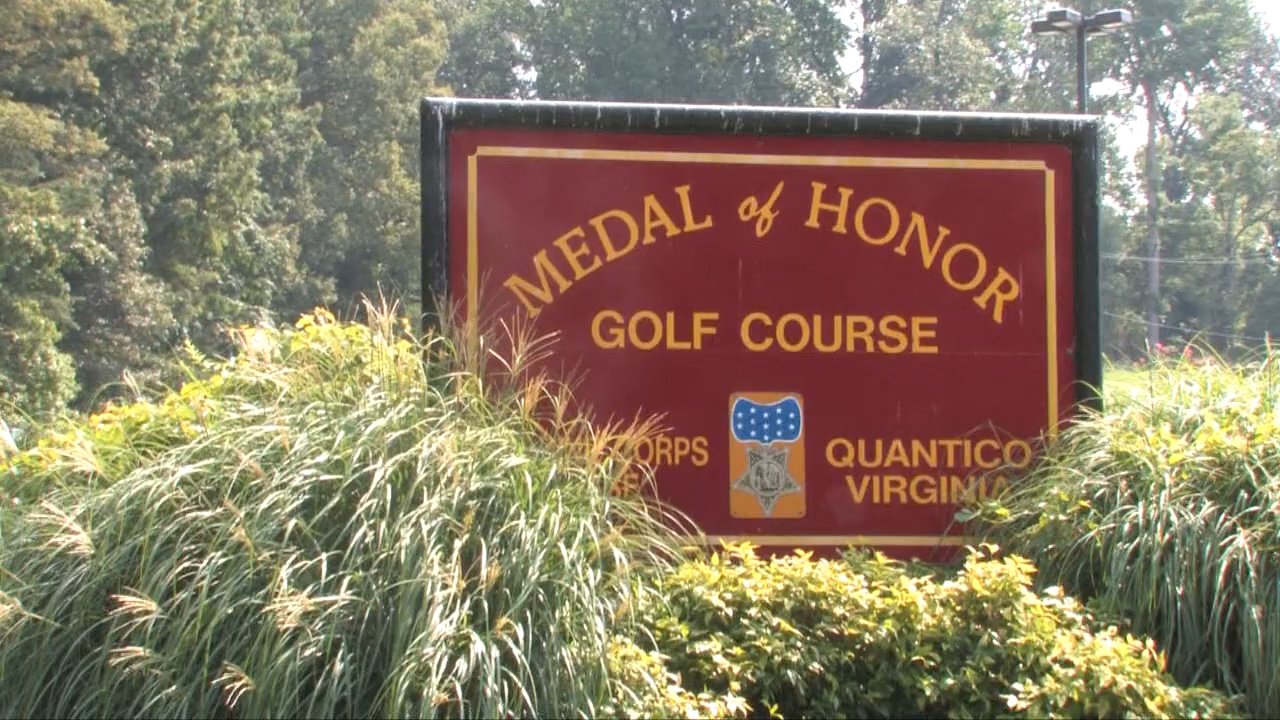 MEDAL of HONOR
GOLF COURSE
CORPS
QUANTICO
VIRGINIA